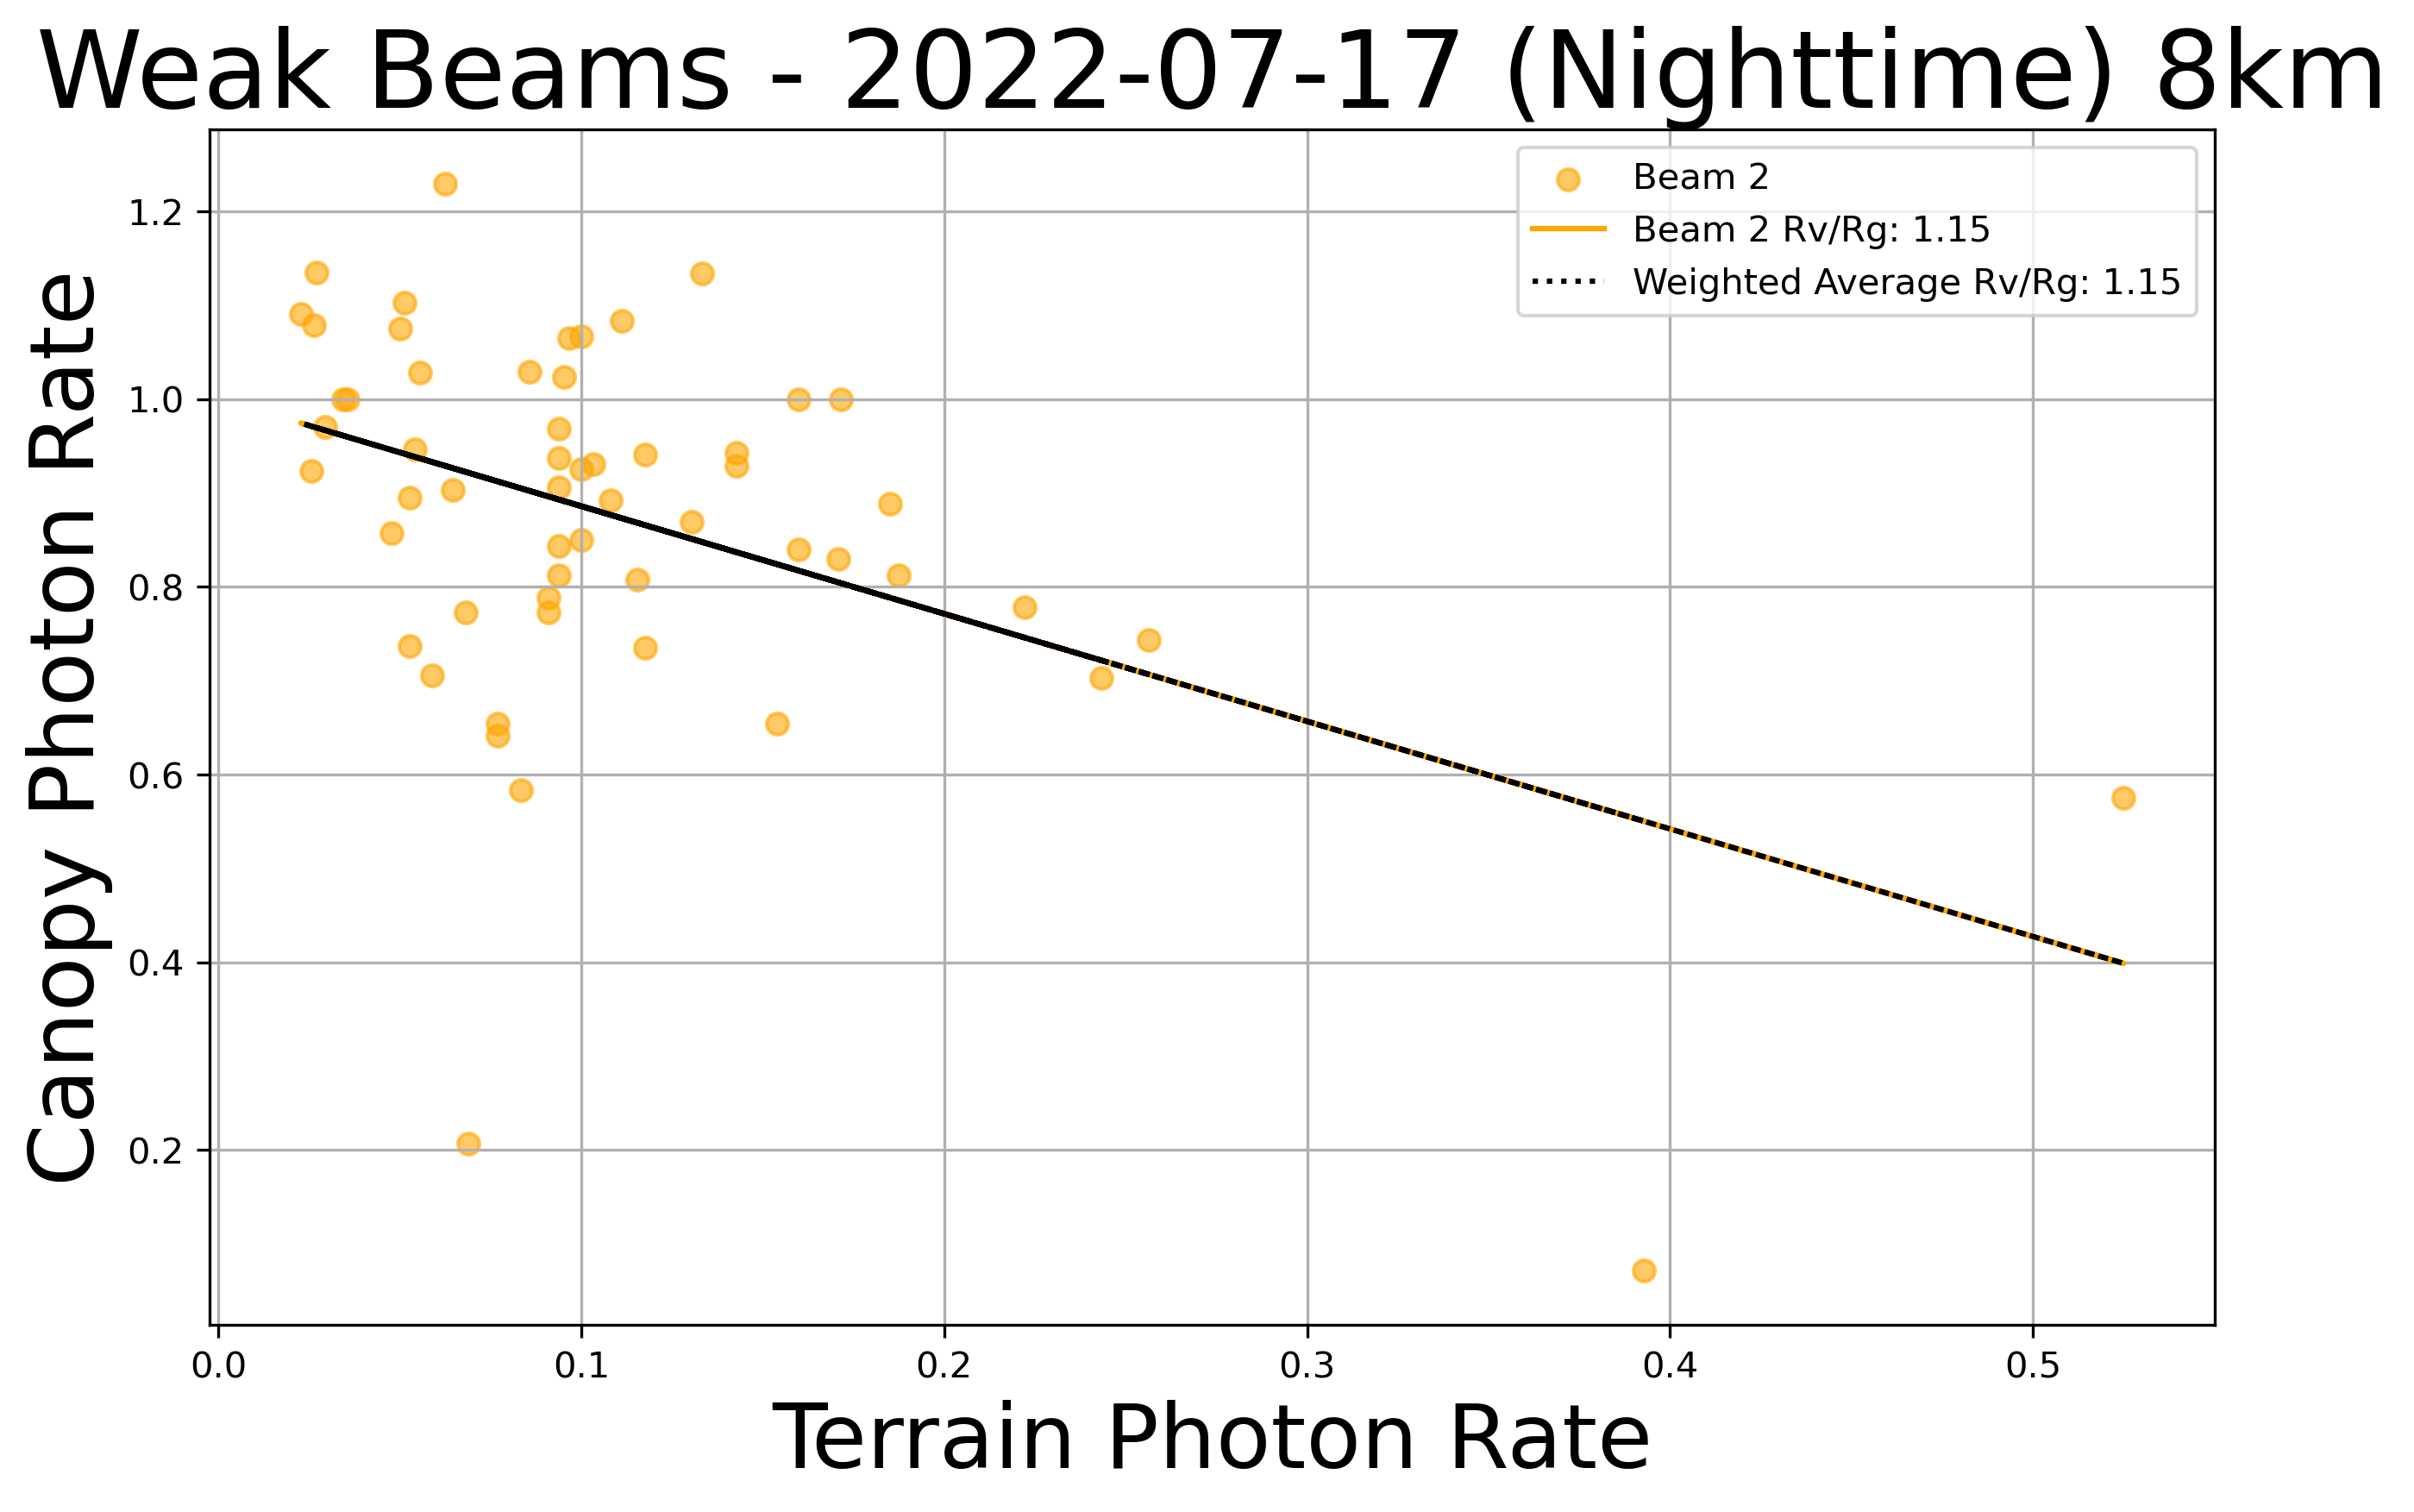 Weak Beams - 2022-07-17 (Nighttime) 8km
Beam 2
Beam 2 Rv/Rg: 1.15
Weighted Average Rv/Rg: 1.15
Canopy Photon Rate
1.2
1.0
0.8
0.6
0.4
0.2
0.0
0.1
0.2
0.3
0.4
0.5
Terrain Photon Rate